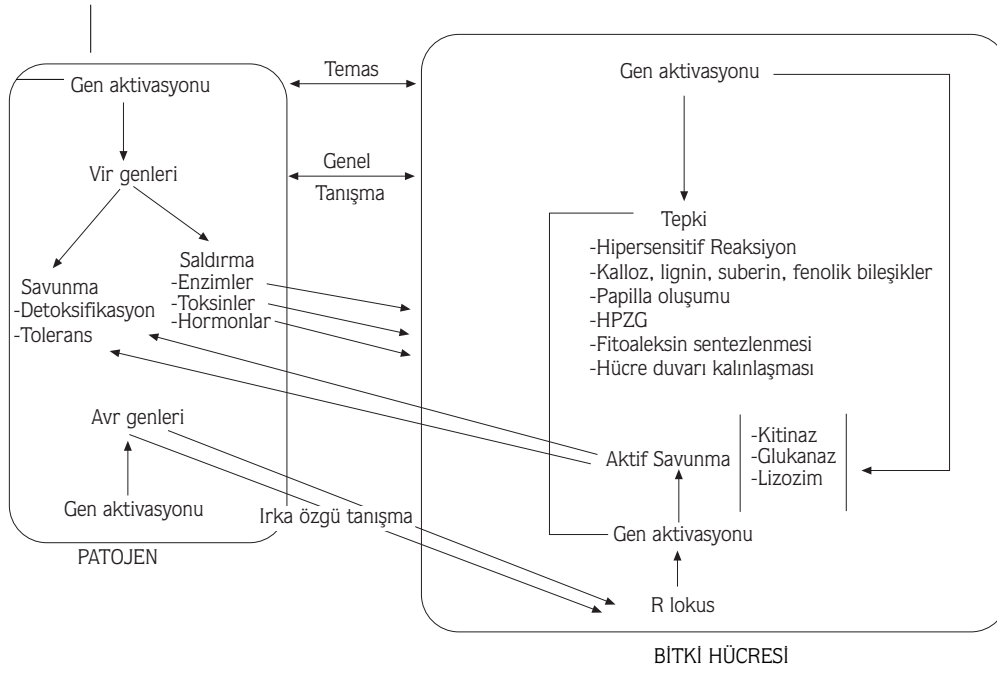 Gen aktivasyonu
Vir genleri
Savunma
-Detoksifikasyon
-Tolerans
Saldırma
-Enzimler
-Toksinler
-Hormonlar
Avr genleri
Gen aktivasyonu
PATOJEN
Temas
Genel
Tanışma
Irka özgü tanışma
Gen aktivasyonu
Tepki
-Hipersensitif Reaksiyon
-Kalloz, lignin, suberin, fenolik bileşikler
-Papilla oluşumu
-HPZG
-Fitoaleksin sentezlenmesi
-Hücre duvarı kalınlaşması
Aktif Savunma
-Kitinaz
-Glukanaz
-Lizozim
Gen aktivasyonu
R lokus
BİTKİ HÜCRESİ